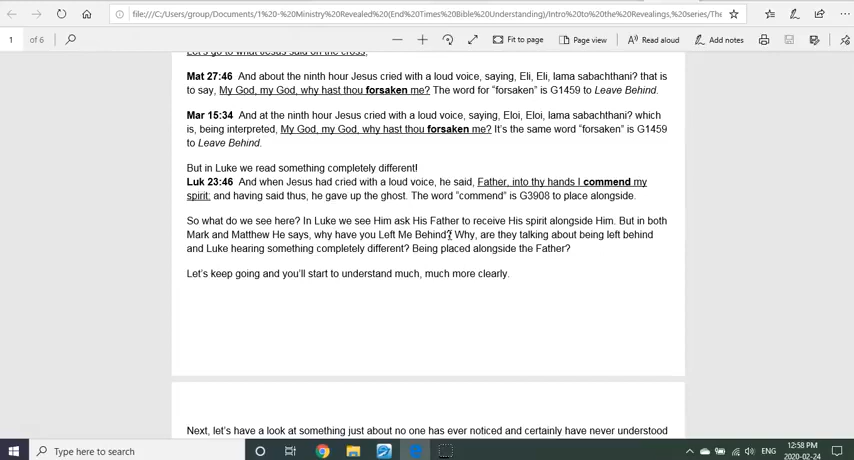 file:///C:/Users/group/Documents/1%20-%20Ministry%20Revealed%20(End%20Times%20Bible%20Understanding)/Intro%20to%20the%20Revealings,%20series/The
1 of 6
Fit to page
Page view
Read aloud
Add notes
Let's go to what Jesus said on the cross.
Mat 27:46 And about the ninth hour Jesus cried with a loud voice, saying, Eli, Eli, lama sabachthani? that is
to say, My God, my God, why hast thou forsaken me? The word for "forsaken" is G1459 to Leave Behind.
Mar 15:34 And at the ninth hour Jesus cried with a loud voice, saying, Eloi, Eloi, lama sabachthani? which
is, being interpreted, My God, my God, why hast thou forsaken me? It's the same word "forsaken" is G1459
to Leave Behind.
But in Luke we read something completely different!
Luk 23:46 And when Jesus had cried with a loud voice, he said, Father, into thy hands I commend my
spirit: and having said thus, he gave up the ghost. The word "commend" is G3908 to place alongside.
So what do we see here? In Luke we see Him ask His Father to receive His spirit alongside Him. But in both
Mark and Matthew He says, why have you Left Me Behind? Why, are they talking about being left behind
and Luke hearing something completely different? Being placed alongside the Father?
Let's keep going and you'll start to understand much, much more clearly.
Next, let's have a look at something just about no one has ever noticed and certainly have never understood
Type here to search
ENG
12:58 PM
2020-02-24